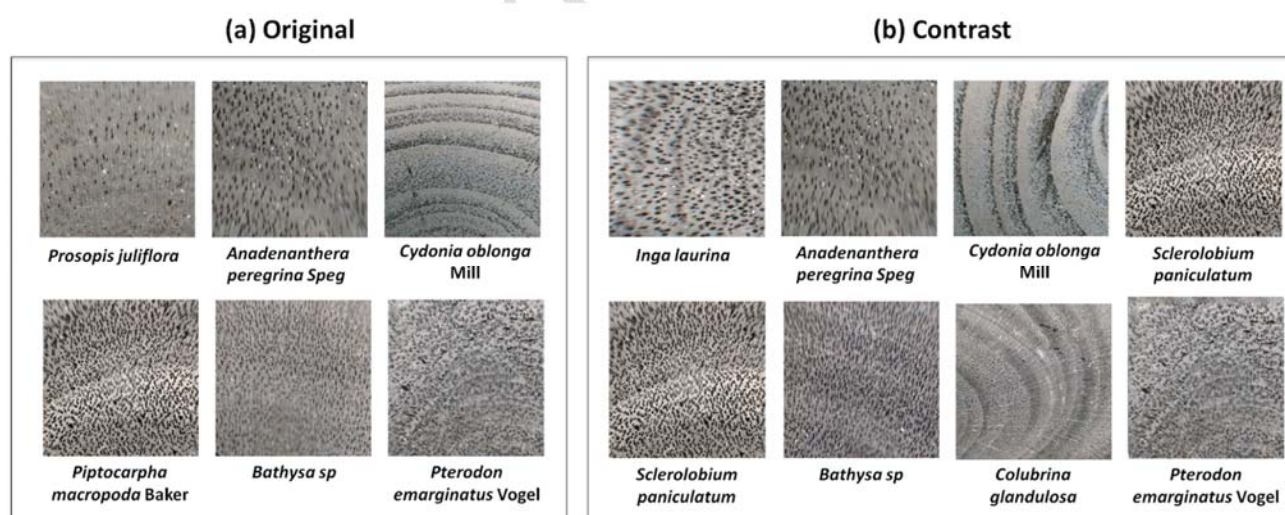 (a) Original
Prosopis juliflora
Anadenanthera
peregrina Speg
Cydonia oblonga
Mill
Piptocarpha
macropoda Baker
Bathysa sp
Pterodon
emarginatus Vogel
(b) Contrast
Inga laurina
Anadenanthera
peregrina Speg
Cydonia oblonga
Mill
Sclerolobium
paniculatum
Sclerolobium
paniculatum
Bathysa sp
Colubrina
glandulosa
Pterodon
emarginatus Vogel